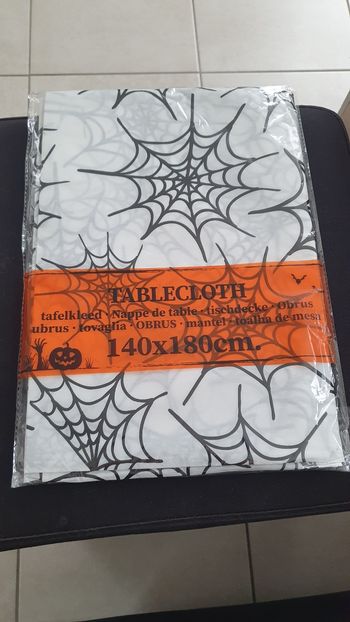 TABLECLOTH
tafelkleed · Nappe de table · tischdecke · Obrus
ubrus · tovaglia · OBRUS · mantel · toalha de mesa
140x180cm.